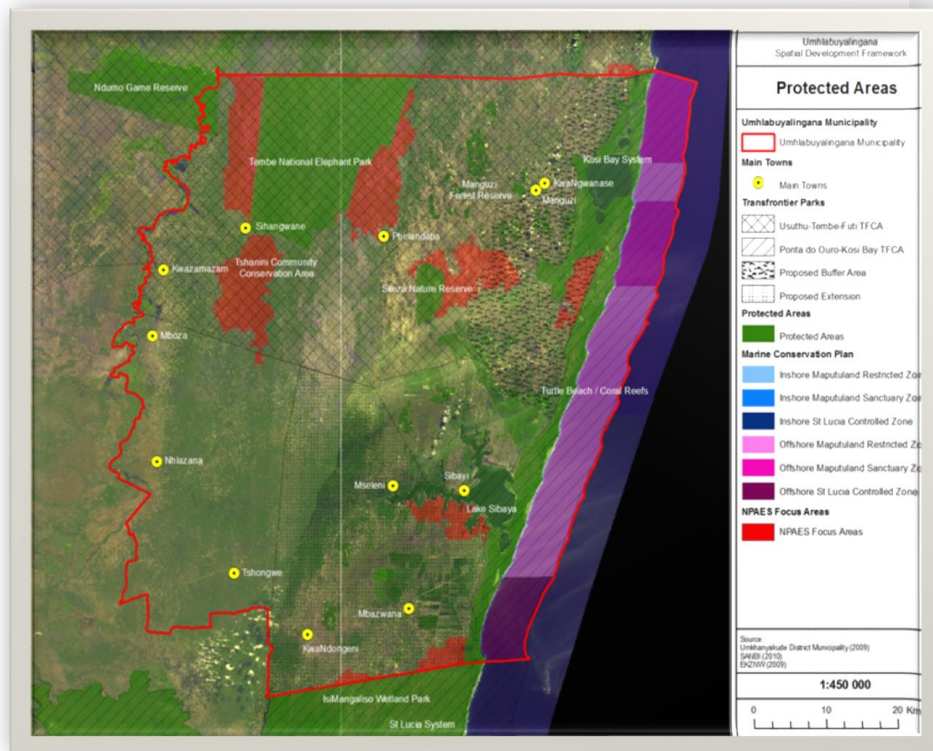 Umhlabuyalingana
Spatial Development Framework
Protected Areas
Umhlabuyalingana Municipality
Umhlabuyalingana Municipality
Main Towns
Main Towns
Transfrontier Parks
Usuthu-Tembe-Futi TFCA
Ponta do Ouro-Kosi Bay TFCA
Proposed Buffer Area
Proposed Extension
Protected Areas
Protected Areas
Marine Conservation Plan
Inshore Maputuland Restricted Zon
Inshore Maputuland Sanctuary Zon
Inshore St Lucia Controlled Zone
Offshore Maputuland Restricted Zo
Offshore Maputuland Sanctuary Zo
Offshore St Lucia Controlled Zone
NPAES Focus Areas
NPAES Focus Areas
Source
Umkhanyakude District Municipality (2009)
SANBI (2010)
EKZNW (2009)
1:450 000
0 10 20 Km
Ndumo Game Reserve
Tembe National Elephant Park
Kosi Bay System
Manguzi
Forest Reserve
KwaNgwanase
Manguzi
Sihangwane
Phelandaba
Tshanini Community
Conservation Area
Kwazamazam
Sileza Nature Reserve
Mboza
Turtle Beach / Coral Reefs
Nhlazana
Mseleni
Sibayi
Lake Sibaya
Tshongwe
Mbazwana
KwaNdongeni
IsiMangaliso Wetland Park
St Lucia System